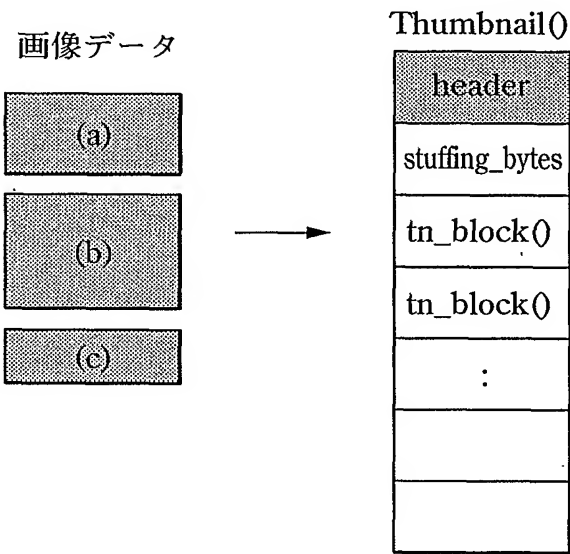 画像データ
(a)
(b)
(c)
Thumbnail()
header
stuffing_bytes
tn_block()
tn_block()
: